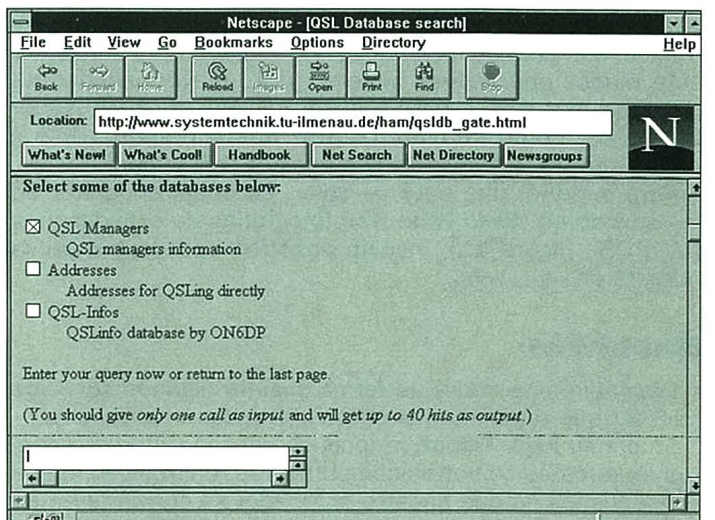 Netscape - [QSL Database search]
File Edit View Go Bookmarks Options Directory Help
Back Forward Home Reload Images Open Print Find Stop
Location: http://www.systemtechnik.tu-ilmenau.de/ham/qsldb_gate.html
N
What's New! What's Cool! Handbook Net Search Net Directory Newsgroups
Select some of the databases below:
QSL Managers
QSL managers information
Addresses
Addresses for QSLing directly
QSL-Infos
QSLinfo database by ON6DP
Enter your query now or return to the last page.
(You should give only one call as input and will get up to 40 hits as output.)